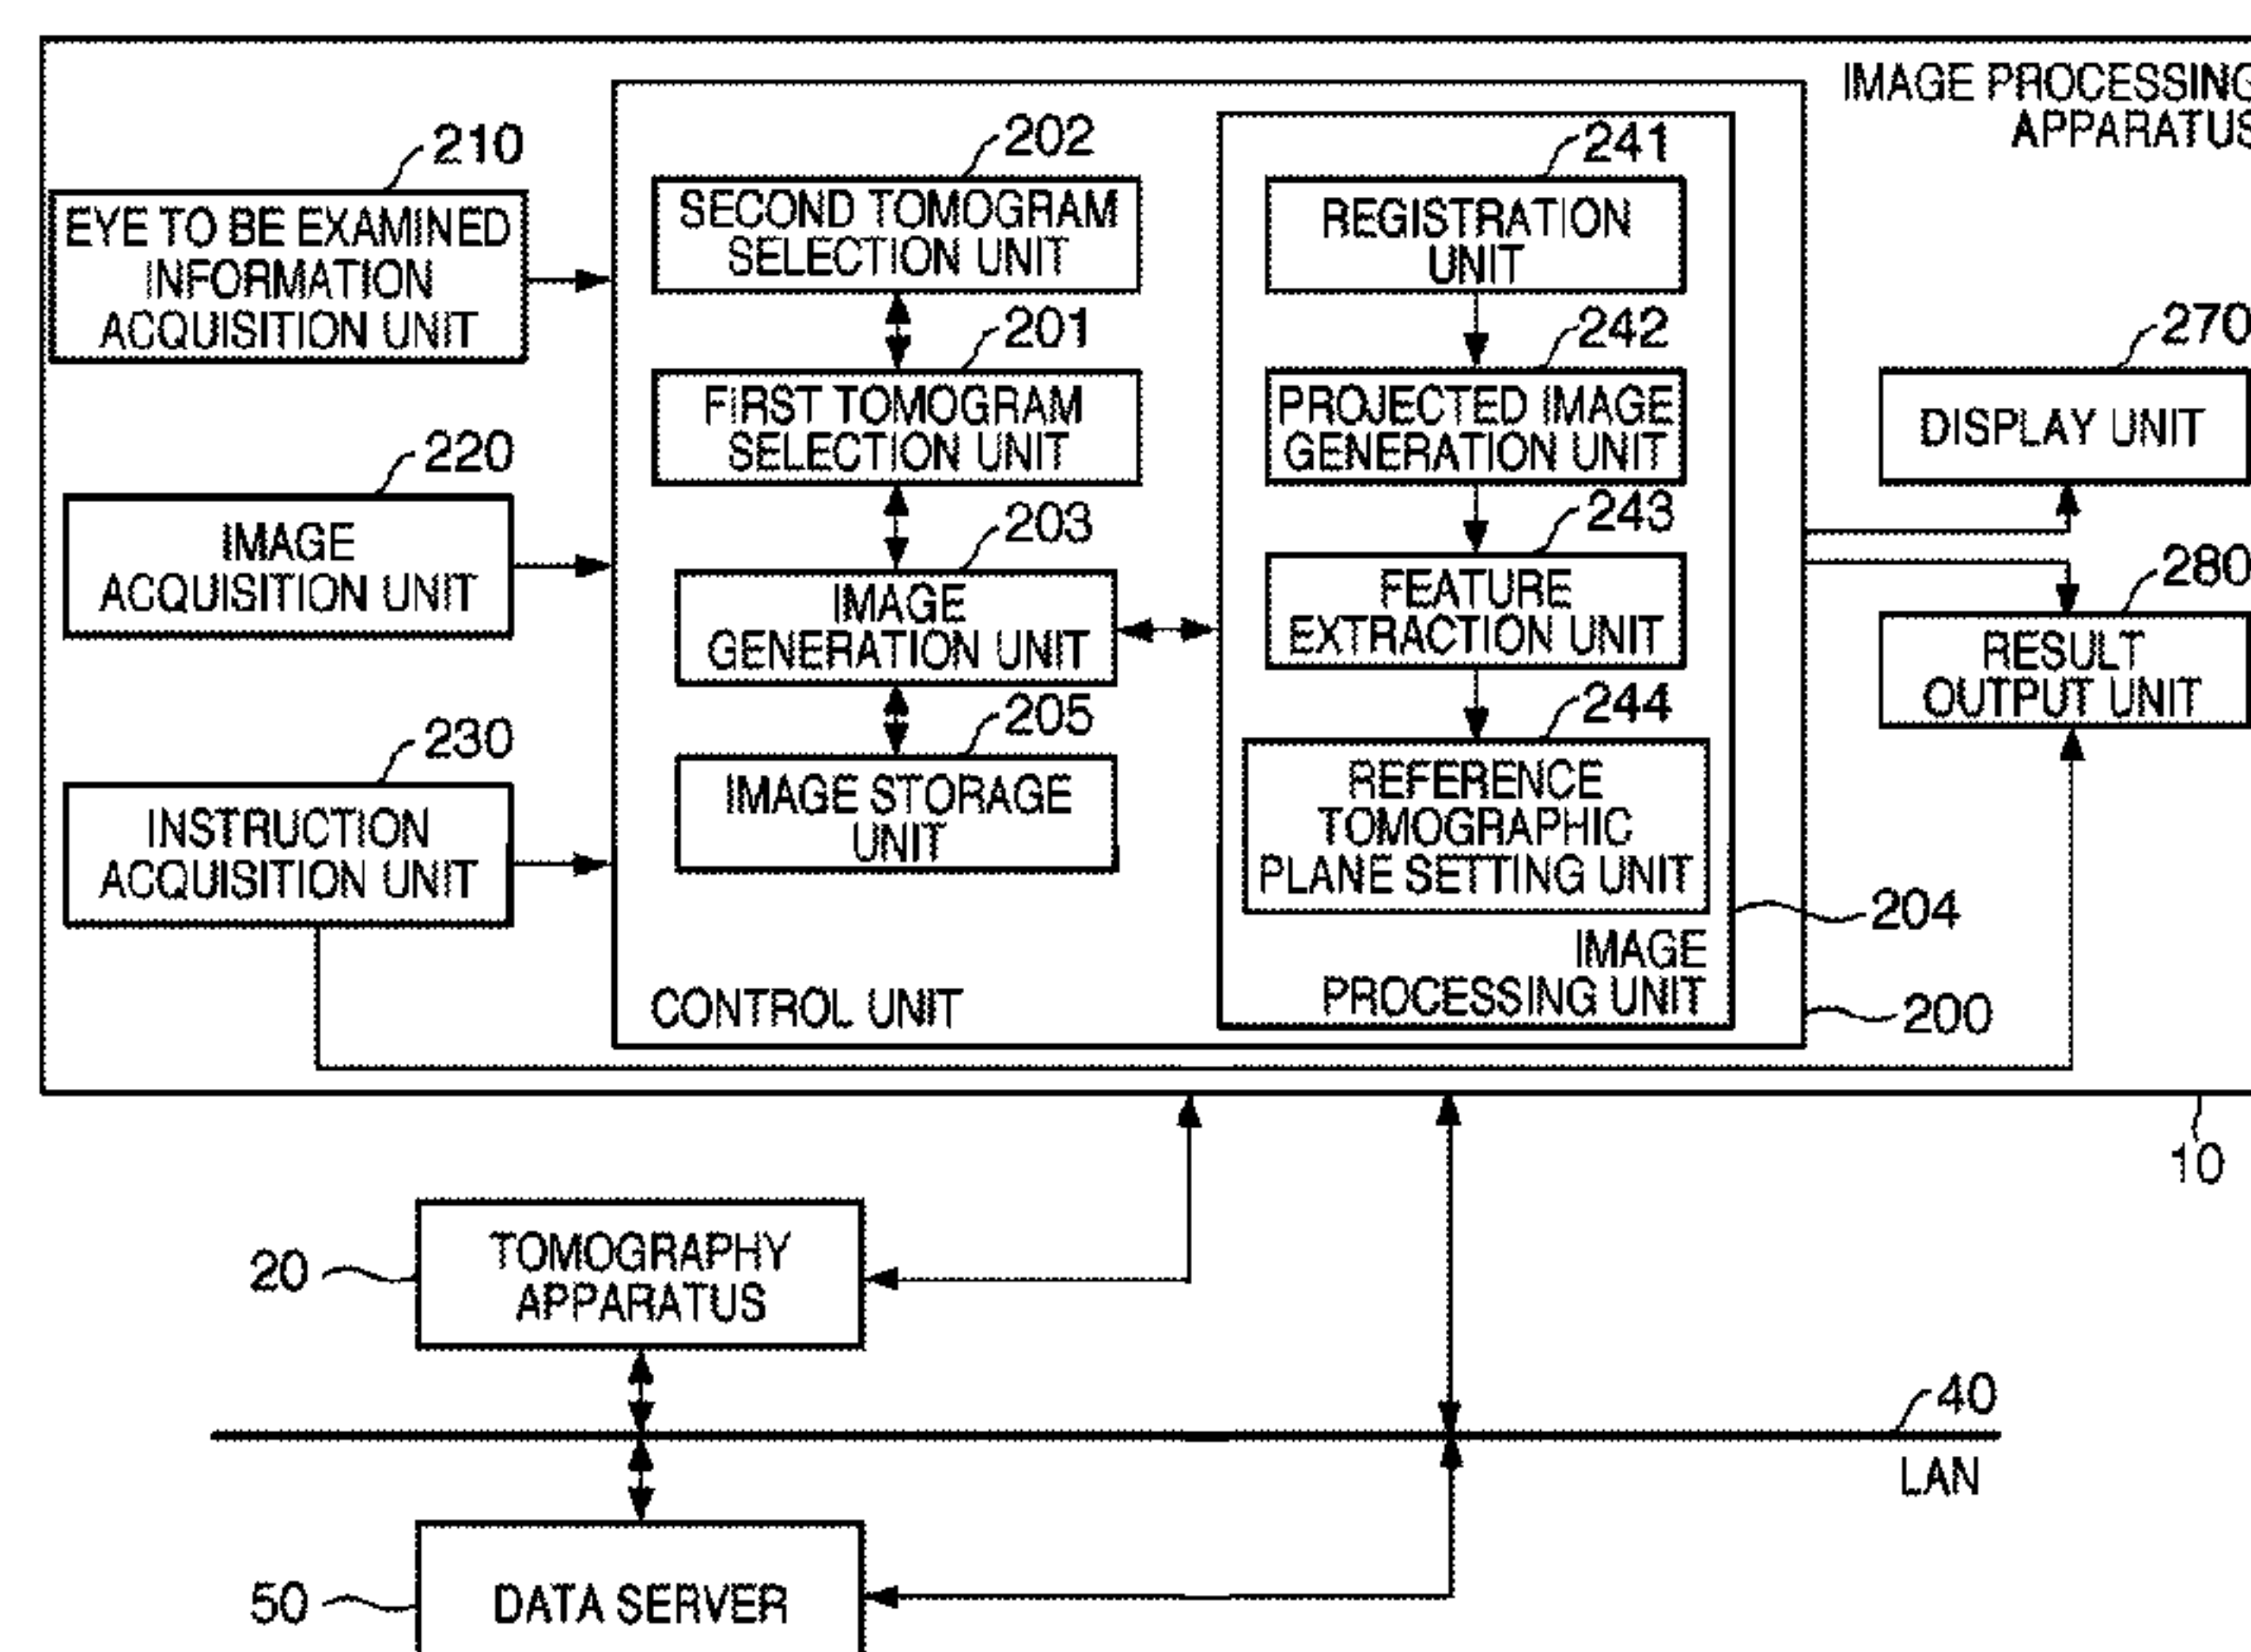 IMAGE PROCESSING
APPARATUS
210
EYE TO BE EXAMINED
INFORMATION
ACQUISITION UNIT
220
IMAGE
ACQUISITION UNIT
230
INSTRUCTION
ACQUISITION UNIT
202
SECOND TOMOGRAM
SELECTION UNIT
201
FIRST TOMOGRAM
SELECTION UNIT
203
IMAGE
GENERATION UNIT
205
IMAGE STORAGE
UNIT
CONTROL UNIT
241
REGISTRATION
UNIT
242
PROJECTED IMAGE
GENERATION UNIT
243
FEATURE
EXTRACTION UNIT
244
REFERENCE
TOMOGRAPHIC
PLANE SETTING UNIT
IMAGE
PROCESSING UNIT
204
200
270
DISPLAY UNIT
280
RESULT
OUTPUT UNIT
10
20
TOMOGRAPHY
APPARATUS
40
LAN
50
DATA SERVER